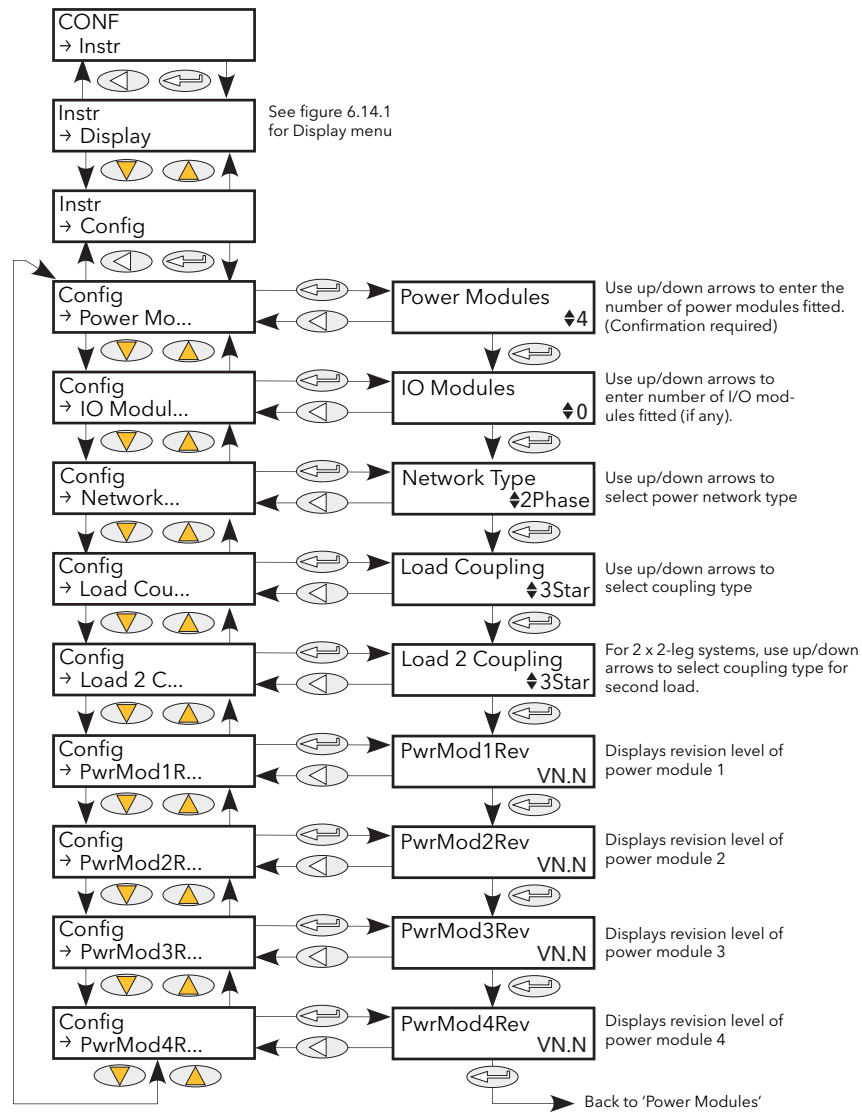 CONF
→ Instr
Instr
→ Display
See figure 6.14.1
for Display menu
Instr
→ Config
Config
→ Power Mo...
Power Modules
4
Use up/down arrows to enter the
number of power modules fitted.
(Confirmation required)
Config
→ IO Modul...
IO Modules
0
Use up/down arrows to
enter number of I/O mod-
ules fitted (if any).
Config
→ Network...
Network Type
2Phase
Use up/down arrows to
select power network type
Config
→ Load Cou...
Load Coupling
3Star
Use up/down arrows to
select coupling type
Config
→ Load 2 C...
Load 2 Coupling
3Star
For 2 x 2-leg systems, use up/down
arrows to select coupling type for
second load.
Config
→ PwrMod1R...
PwrMod1Rev
VN.N
Displays revision level of
power module 1
Config
→ PwrMod2R...
PwrMod2Rev
VN.N
Displays revision level of
power module 2
Config
→ PwrMod3R...
PwrMod3Rev
VN.N
Displays revision level of
power module 3
Config
→ PwrMod4R...
PwrMod4Rev
VN.N
Displays revision level of
power module 4
Back to 'Power Modules'